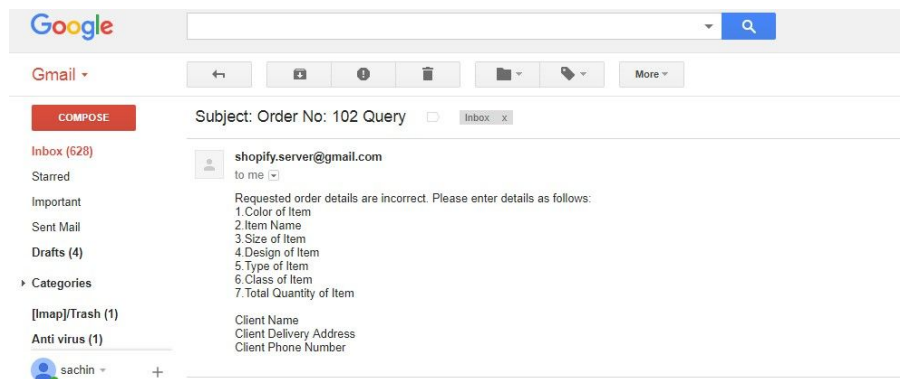 Google
Gmail
More
COMPOSE
Subject: Order No: 102 Query
Inbox x
Inbox (628)
Starred
Important
Sent Mail
Drafts (4)
Categories
[Imap]/Trash (1)
Anti virus (1)
sachin
+
shopify.server@gmail.com
to me
Requested order details are incorrect. Please enter details as follows:
1.Color of Item
2.Item Name
3.Size of Item
4.Design of Item
5.Type of Item
6.Class of Item
7.Total Quantity of Item
Client Name
Client Delivery Address
Client Phone Number